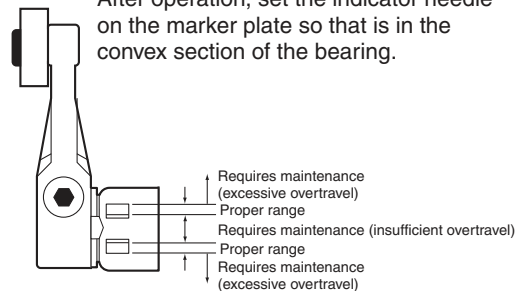 After operation, set the indicator needle
on the marker plate so that is in the
convex section of the bearing.
Requires maintenance
(excessive overtravel)
Proper range
Requires maintenance (insufficient overtravel)
Proper range
Requires maintenance
(excessive overtravel)